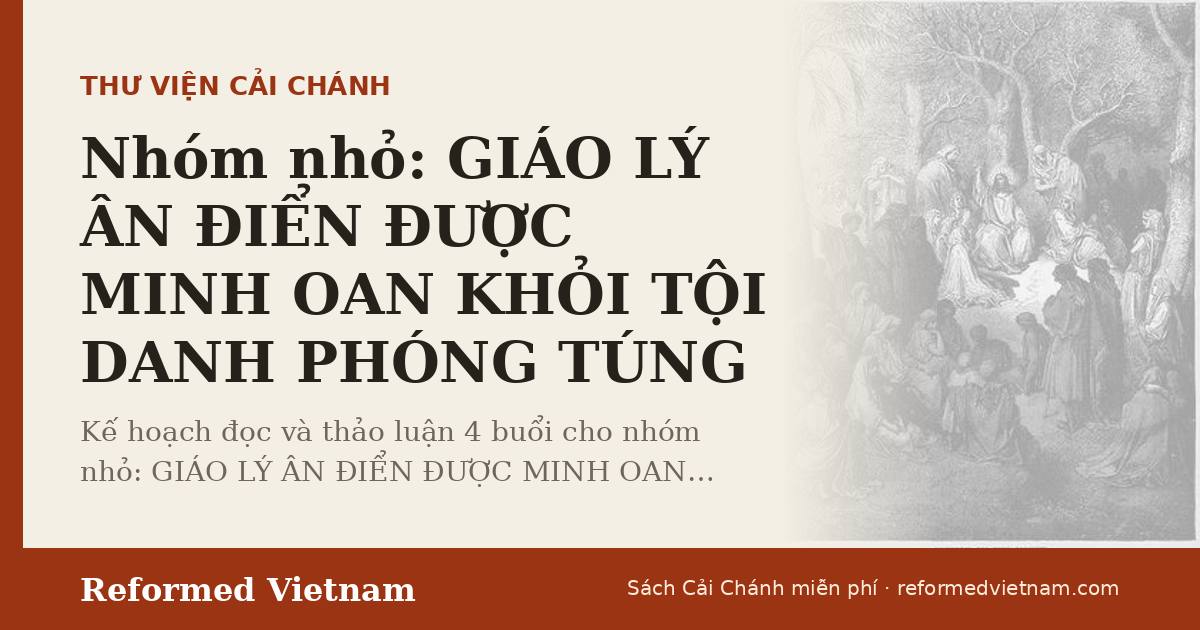 THƯ VIỆN CẢI CHÁNH
Nhóm nhỏ: GIÁO LÝ
ÂN ĐIỂN ĐƯỢC
MINH OAN KHỎI TỘI
DANH PHÓNG TÚNG
Kế hoạch đọc và thảo luận 4 buổi cho nhóm
nhỏ: GIÁO LÝ ÂN ĐIỂN ĐƯỢC MINH OAN…
Reformed Vietnam
Sách Cải Chánh miễn phí · reformedvietnam.com